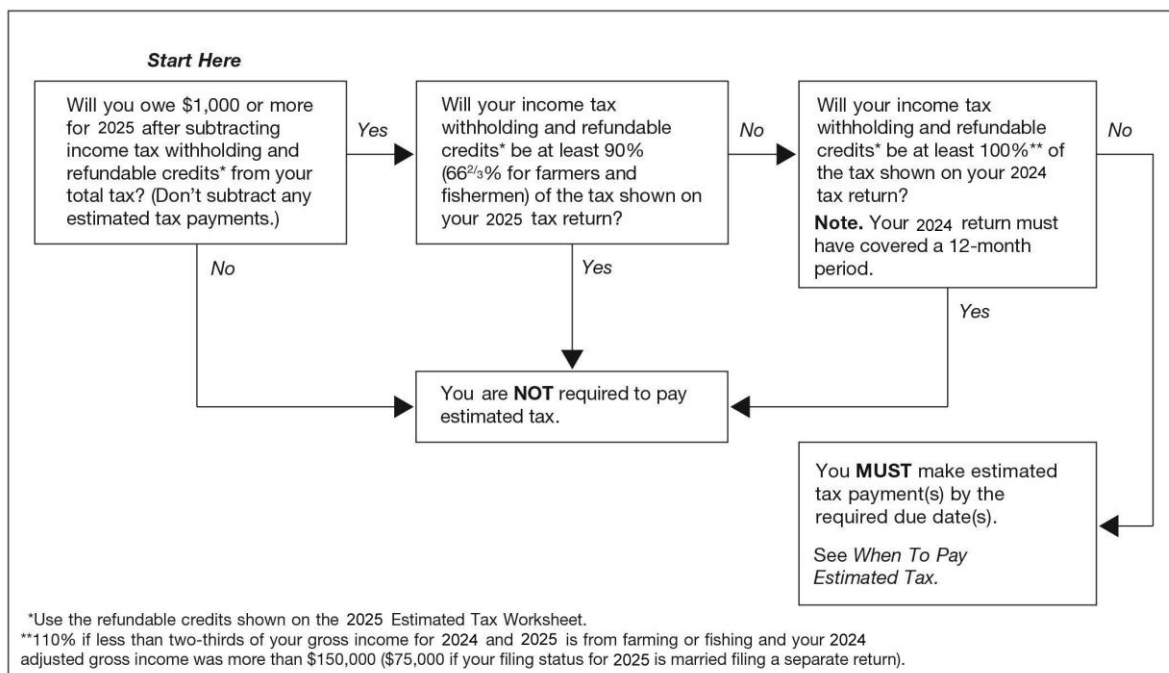 Start Here
Will you owe $1,000 or more
for 2025 after subtracting
income tax withholding and
refundable credits* from your
total tax? (Don't subtract any
estimated tax payments.)
Yes
Will your income tax
withholding and refundable
credits* be at least 90%
(66 2/3% for farmers and
fishermen) of the tax shown on
your 2025 tax return?
No
Will your income tax
withholding and refundable
credits* be at least 100%** of
the tax shown on your 2024
tax return?
Note. Your 2024 return must
have covered a 12-month
period.
No
No
Yes
Yes
You are NOT required to pay
estimated tax.
You MUST make estimated
tax payment(s) by the
required due date(s).
See When To Pay
Estimated Tax.
*Use the refundable credits shown on the 2025 Estimated Tax Worksheet.
**110% if less than two-thirds of your gross income for 2024 and 2025 is from farming or fishing and your 2024
adjusted gross income was more than $150,000 ($75,000 if your filing status for 2025 is married filing a separate return).